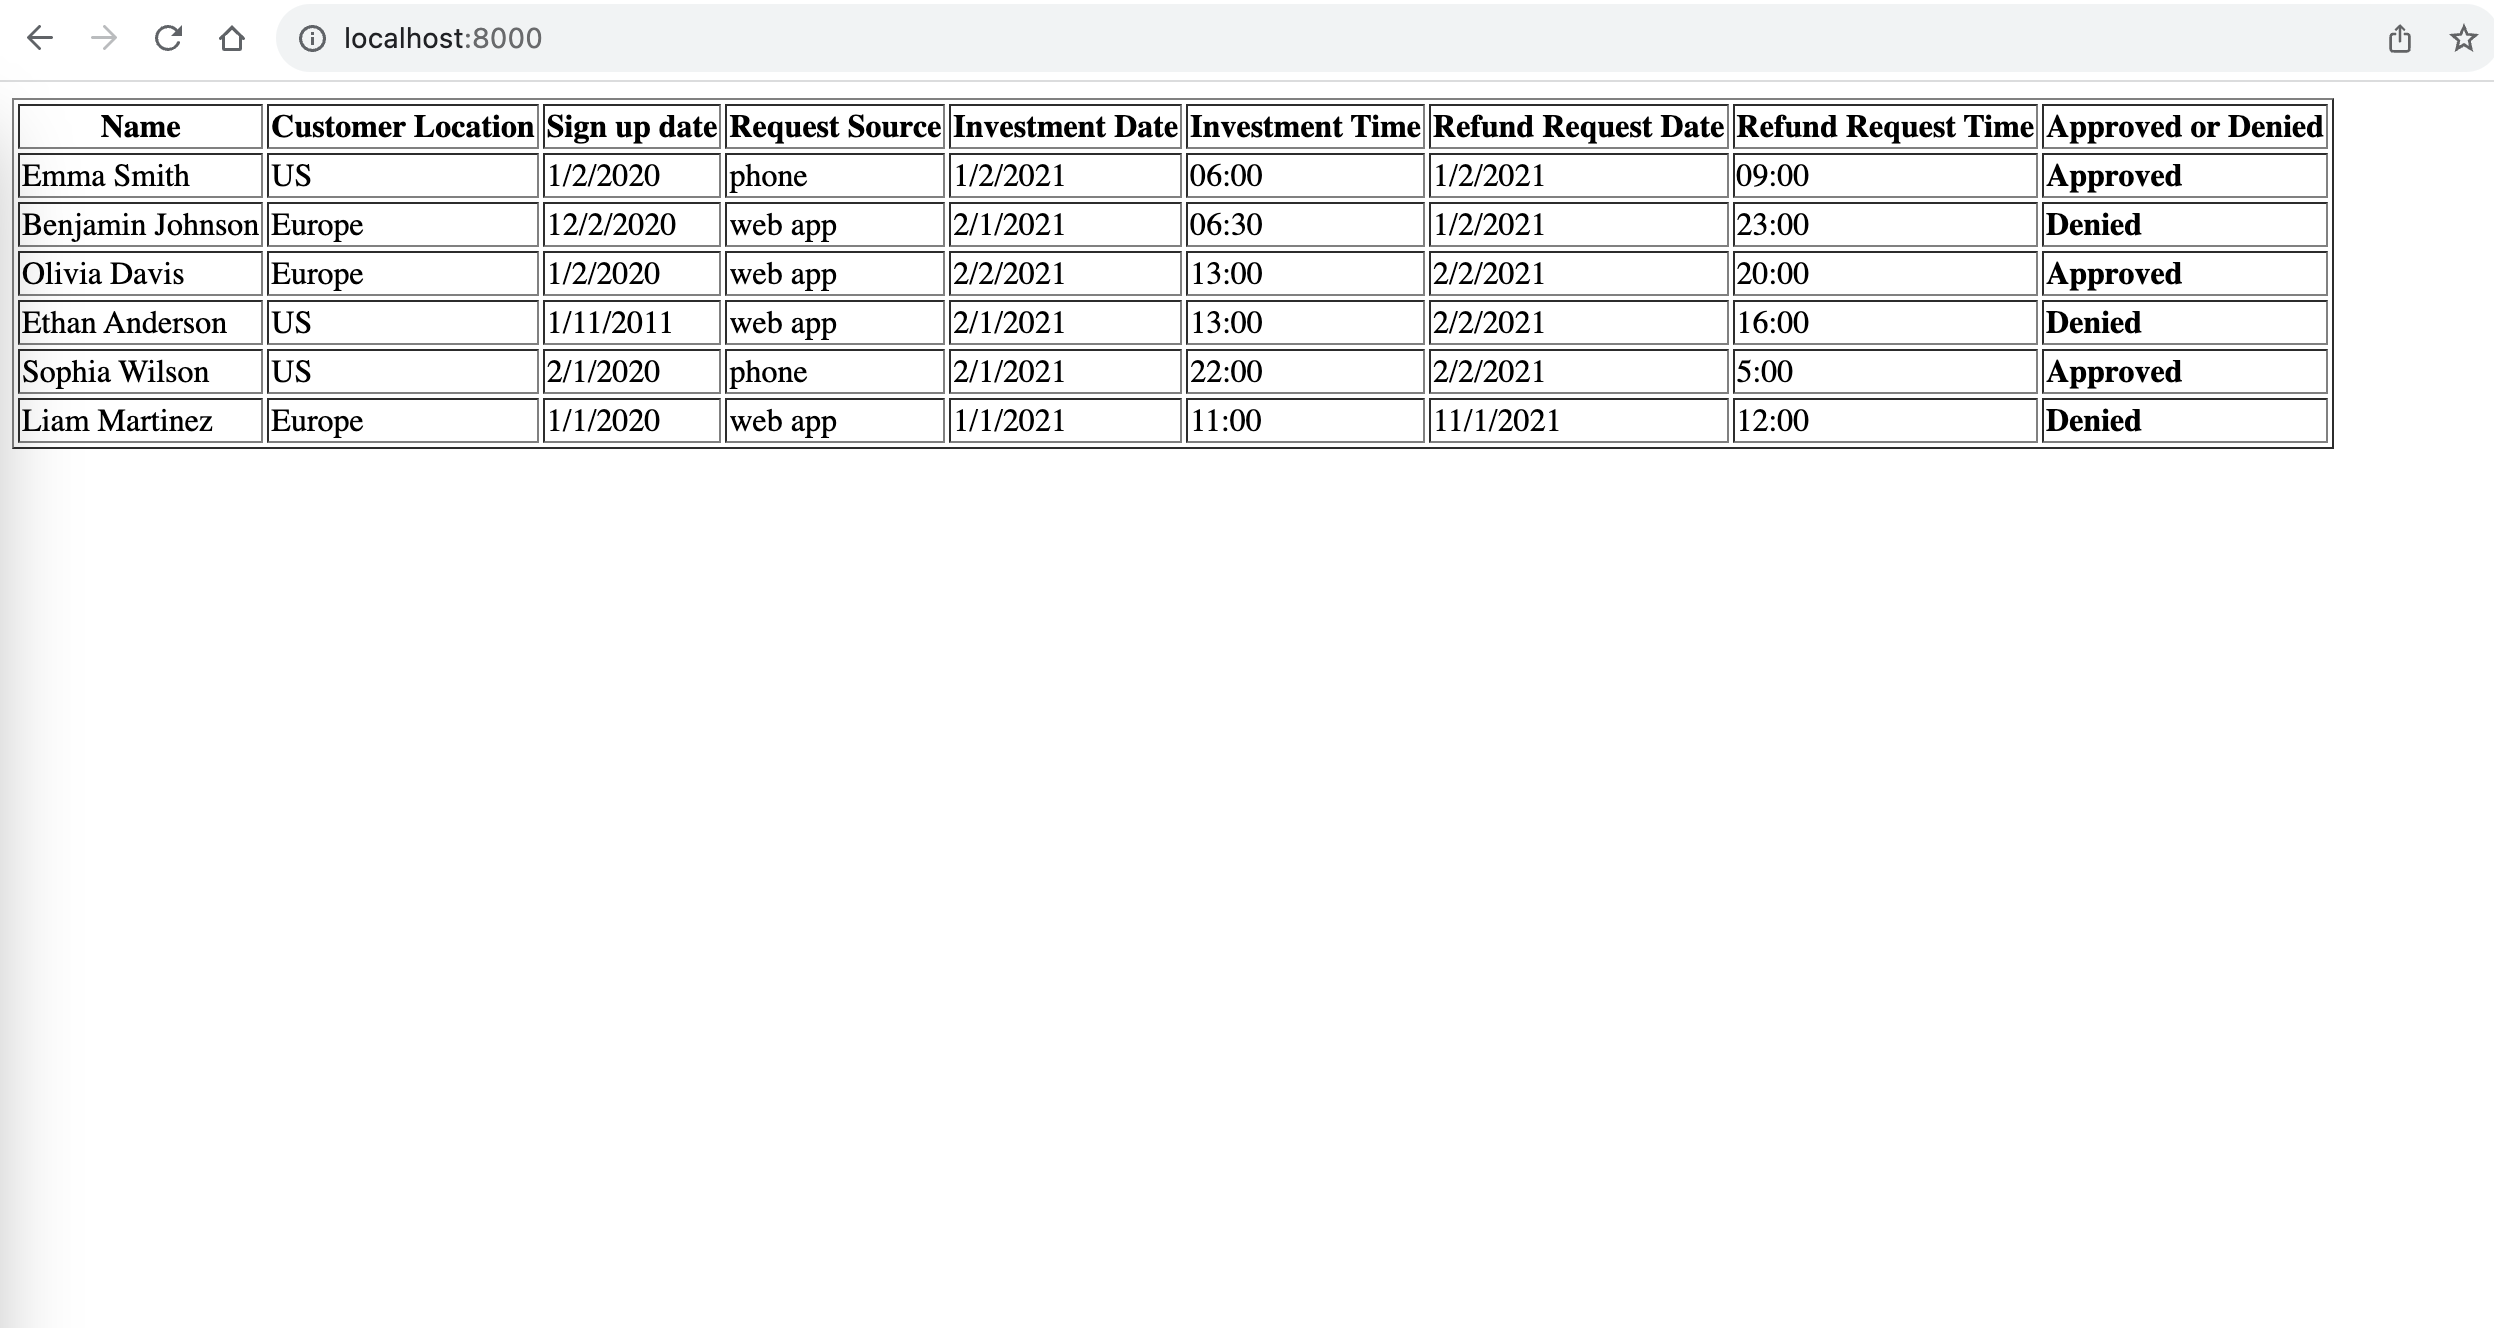 localhost:8000
Name Customer Location Sign up date Request Source Investment Date Investment Time Refund Request Date Refund Request Time Approved or Denied
Emma Smith US 1/2/2020 phone 1/2/2021 06:00 1/2/2021 09:00 Approved
Benjamin Johnson Europe 12/2/2020 web app 2/1/2021 06:30 1/2/2021 23:00 Denied
Olivia Davis Europe 1/2/2020 web app 2/2/2021 13:00 2/2/2021 20:00 Approved
Ethan Anderson US 1/11/2011 web app 2/1/2021 13:00 2/2/2021 16:00 Denied
Sophia Wilson US 2/1/2020 phone 2/1/2021 22:00 2/2/2021 5:00 Approved
Liam Martinez Europe 1/1/2020 web app 1/1/2021 11:00 11/1/2021 12:00 Denied